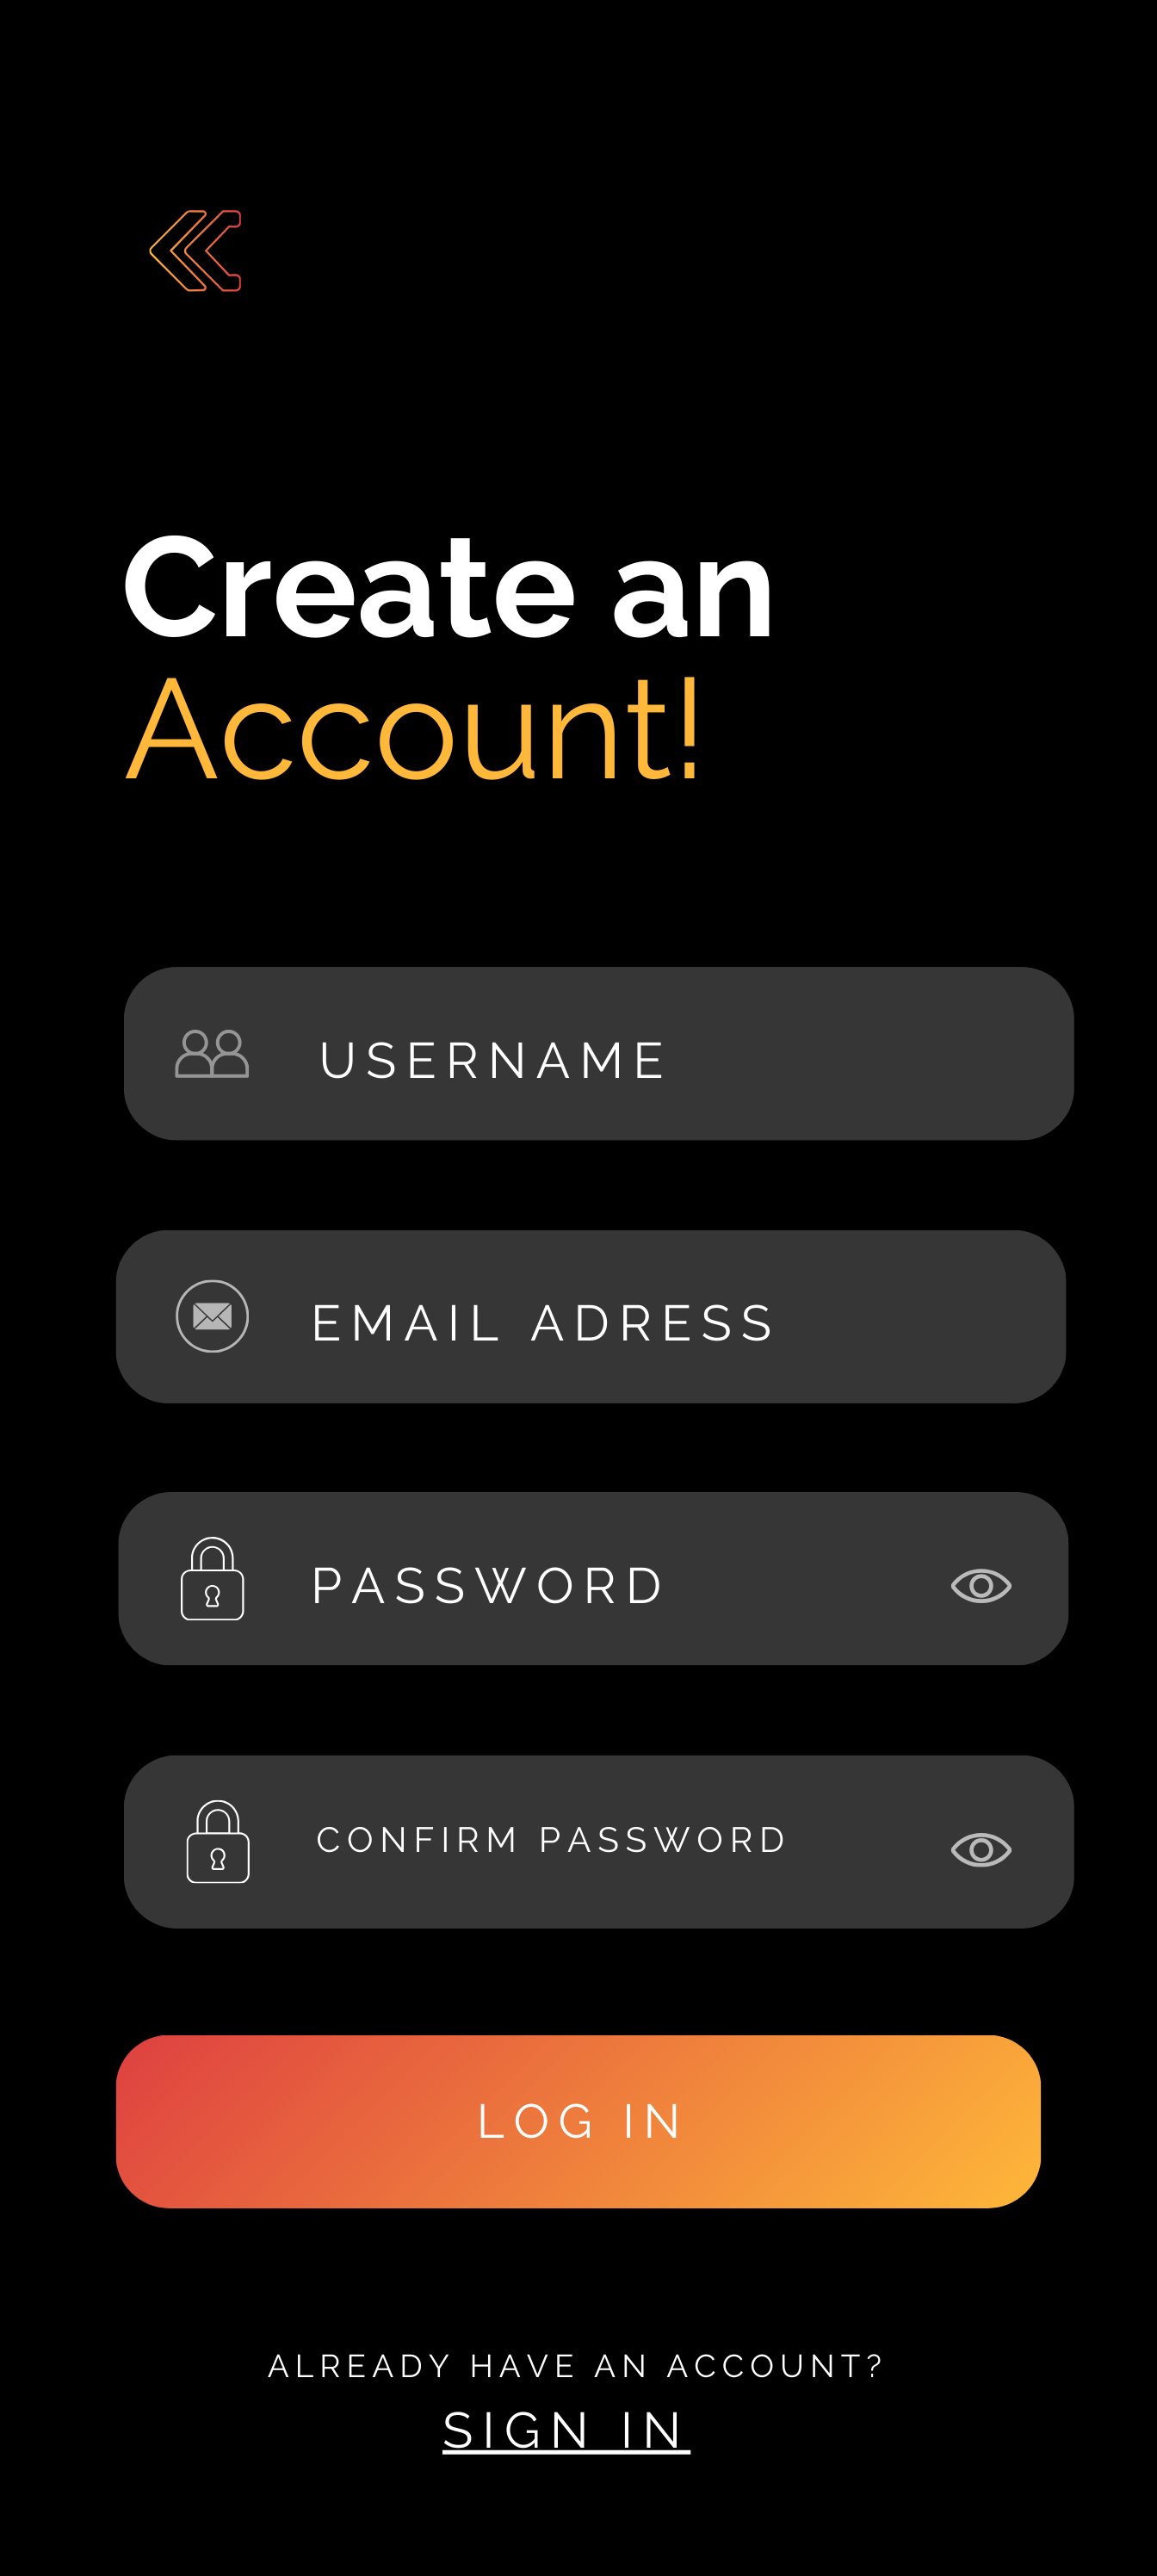 Create an
Account!
USERNAME
EMAIL ADRESS
PASSWORD
CONFIRM PASSWORD
LOG IN
ALREADY HAVE AN ACCOUNT?
SIGN IN